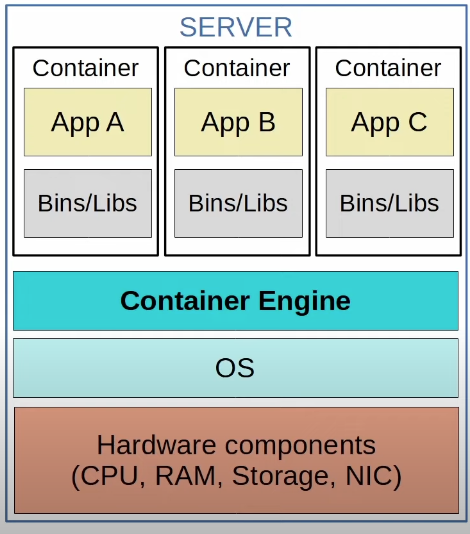 SERVER
Container
Container
Container
App A
App B
App C
Bins/Libs
Bins/Libs
Bins/Libs
Container Engine
OS
Hardware components
(CPU, RAM, Storage, NIC)